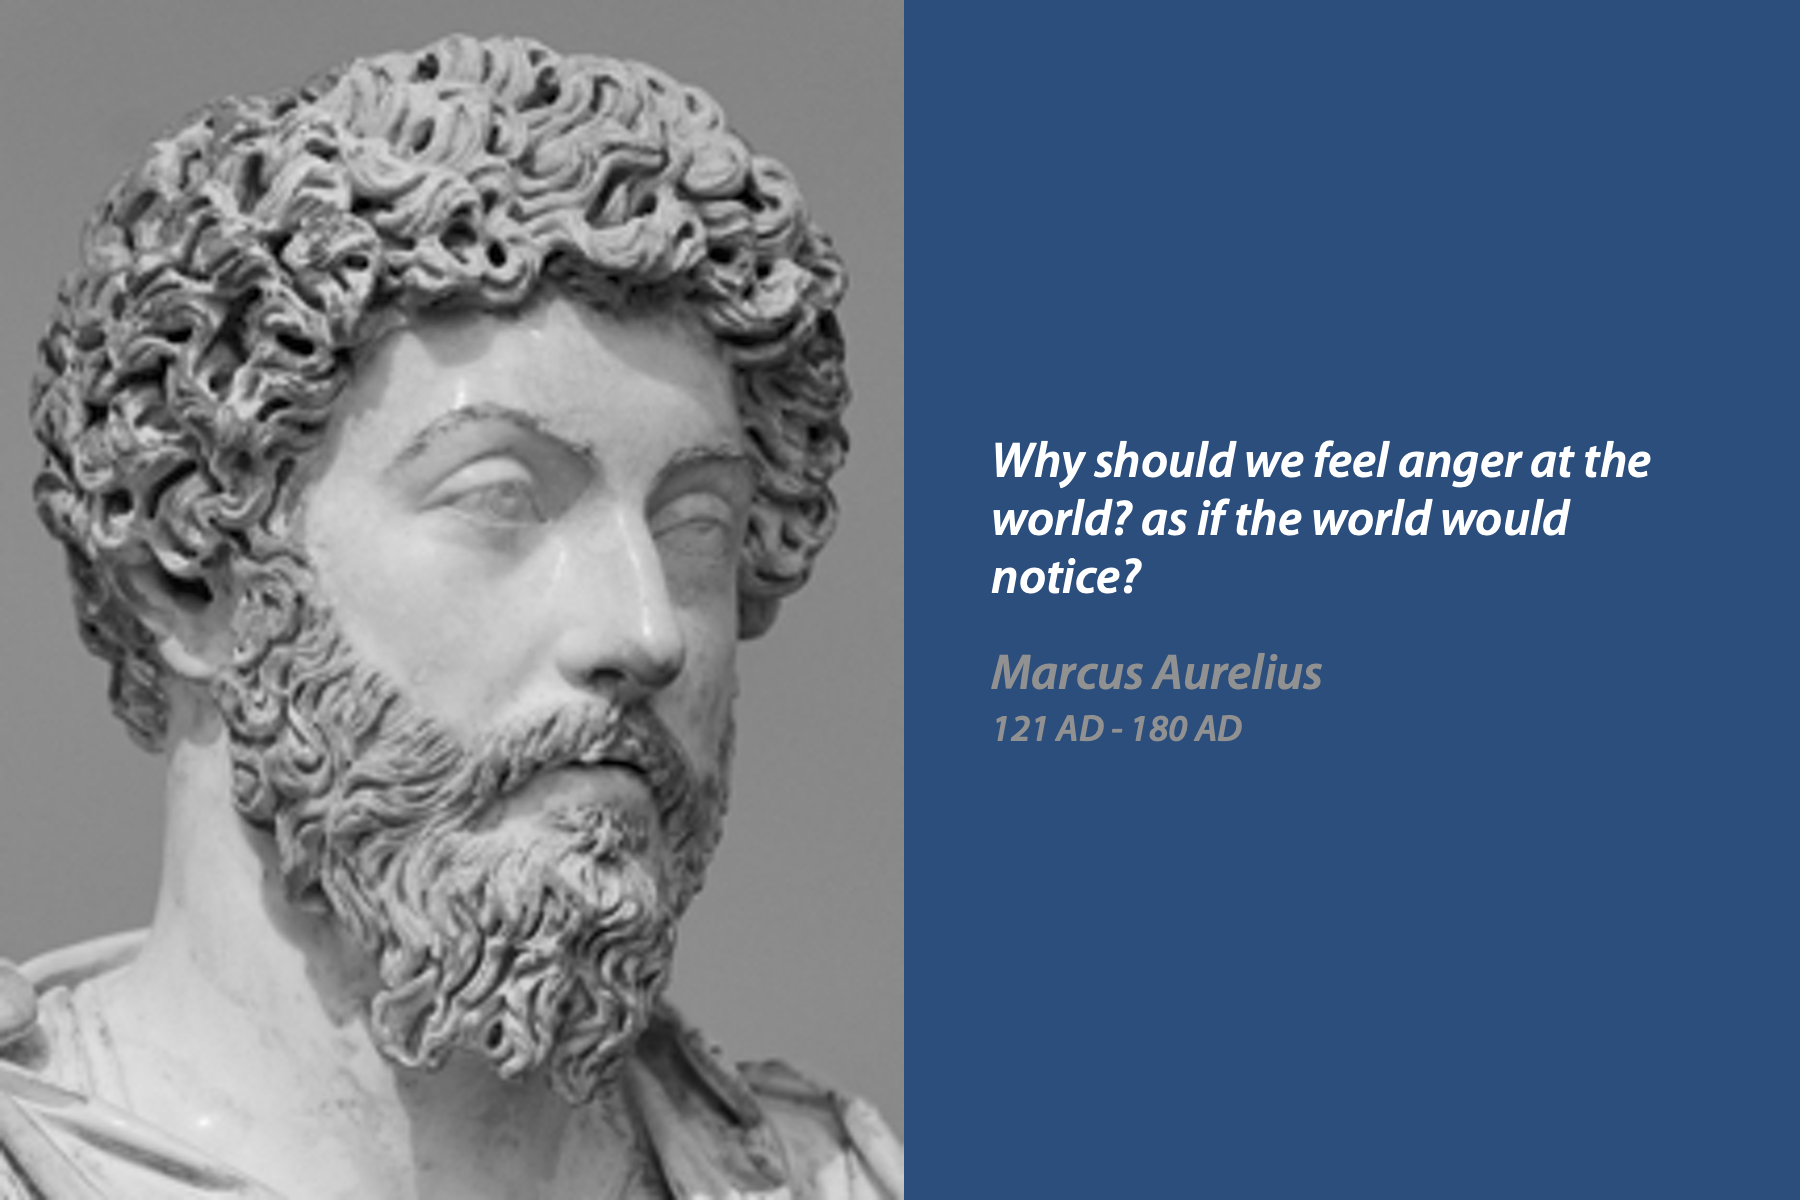 Why should we feel anger at the
world? as if the world would
notice?
Marcus Aurelius
121 AD - 180 AD